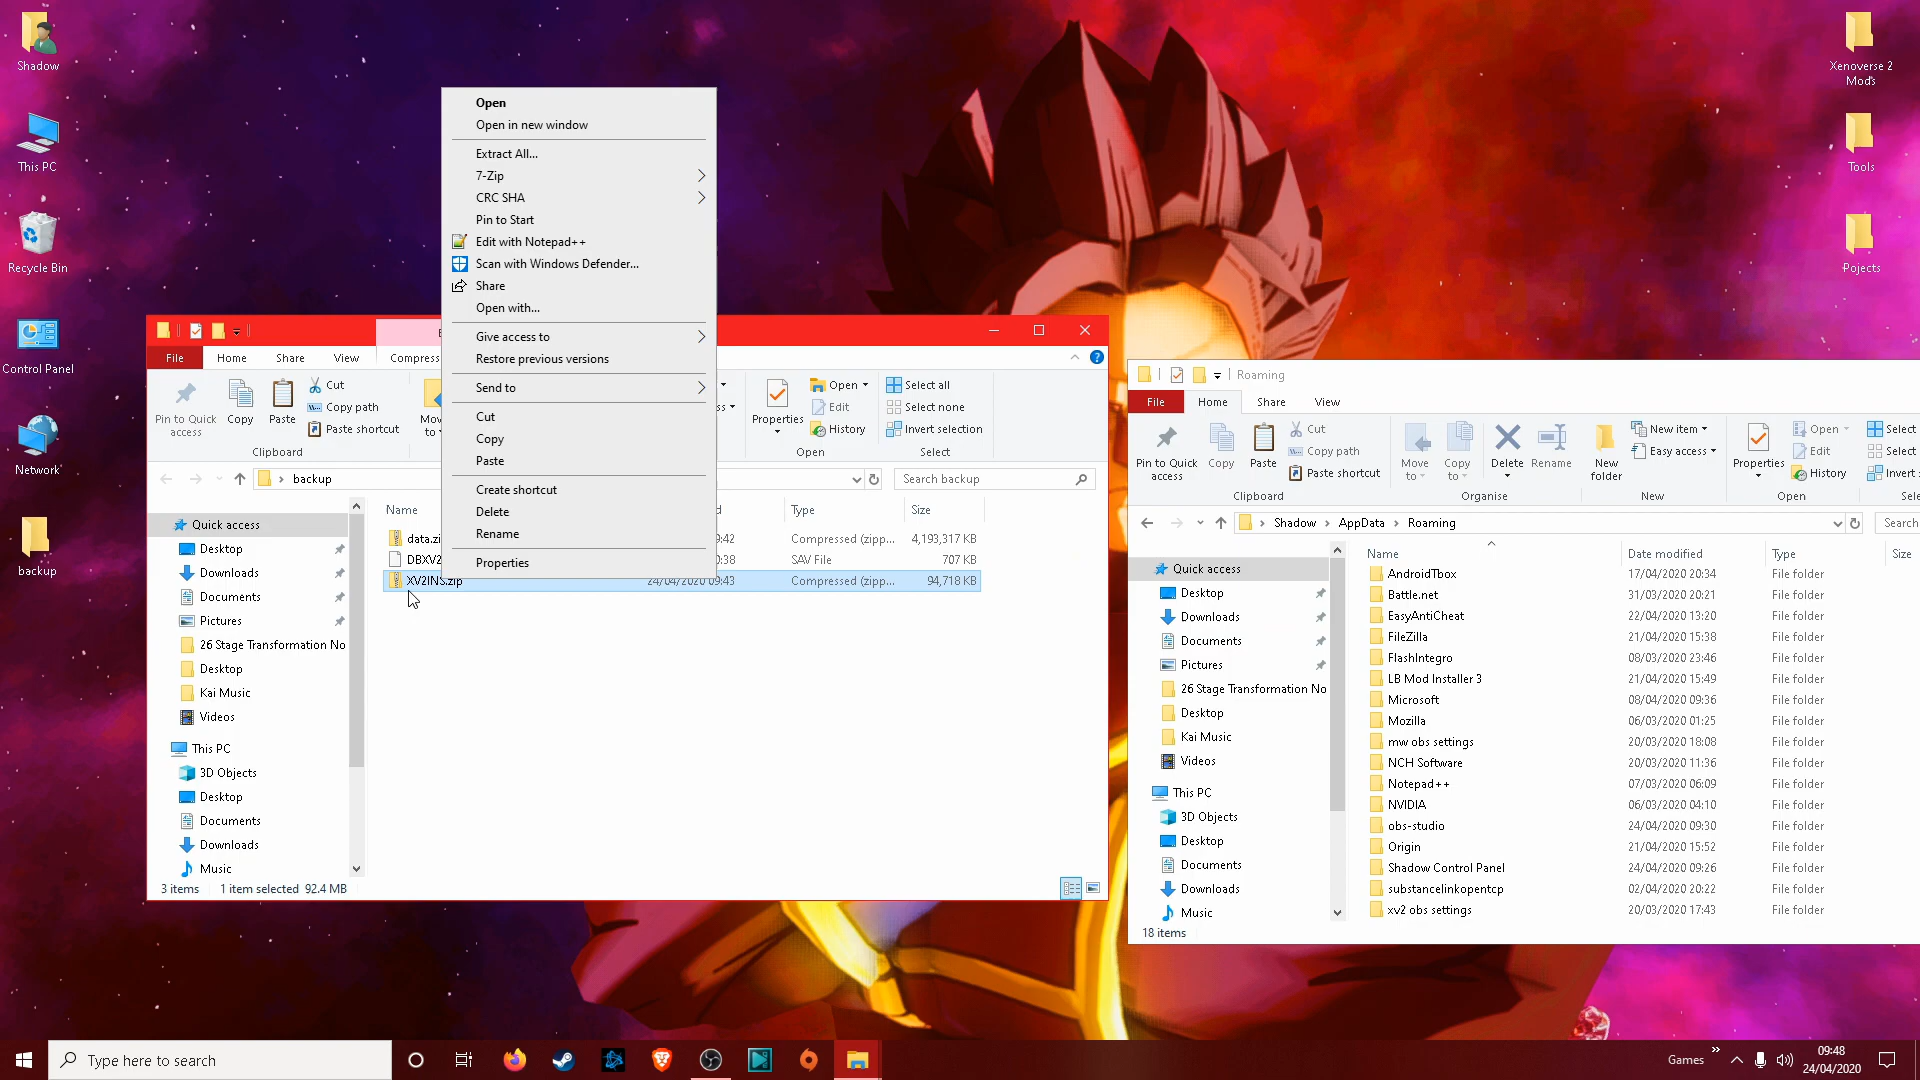 Shadow
This PC
Recycle Bin
Control Panel
Network
backup
Xenoverse 2
Mods
Tools
Pojects
Open
Open in new window
Extract All...
7-Zip
CRC SHA
Pin to Start
Edit with Notepad++
Scan with Windows Defender...
Share
Open with...
Give access to
Restore previous versions
Send to
Cut
Copy
Paste
Create shortcut
Delete
Rename
Properties
File Home Share View Compress
Pin to Quick
access
Copy
Paste
Cut
Copy path
Paste shortcut
Clipboard
Properties
Open
Edit
History
Open
Select all
Select none
Invert selection
Select
backup
Search backup
Name Type Size
Compressed (zipp... 4,193,317 KB
SAV File 707 KB
XV2INS.zip 24/04/2020 09:43 Compressed (zipp... 94,718 KB
Quick access
Desktop
Downloads
Documents
Pictures
26 Stage Transformation No
Desktop
Kai Music
Videos
This PC
3D Objects
Desktop
Documents
Downloads
Music
3 items 1 item selected 92.4 MB
Roaming
File Home Share View
Pin to Quick
access
Copy
Paste
Cut
Copy path
Paste shortcut
Clipboard
Move
to
Copy
to
Delete
Rename
Organise
New
folder
New item
Easy access
New
Properties
Open
Edit
History
Open
Select
Select
Invert
Shadow AppData Roaming
Search
Name Date modified Type Size
AndroidTbox 17/04/2020 20:34 File folder
Battle.net 31/03/2020 20:21 File folder
EasyAntiCheat 22/04/2020 13:20 File folder
FileZilla 21/04/2020 15:38 File folder
FlashIntegro 08/03/2020 23:46 File folder
LB Mod Installer 3 21/04/2020 15:49 File folder
Microsoft 08/04/2020 09:36 File folder
Mozilla 06/03/2020 01:25 File folder
mw obs settings 20/03/2020 18:08 File folder
NCH Software 20/03/2020 11:36 File folder
Notepad++ 07/03/2020 06:09 File folder
NVIDIA 06/03/2020 04:10 File folder
obs-studio 24/04/2020 09:30 File folder
Origin 21/04/2020 15:52 File folder
Shadow Control Panel 24/04/2020 09:26 File folder
substancelinkopentcp 02/04/2020 20:22 File folder
xv2 obs settings 20/03/2020 17:43 File folder
Quick access
Desktop
Downloads
Documents
Pictures
26 Stage Transformation No
Desktop
Kai Music
Videos
This PC
3D Objects
Desktop
Documents
Downloads
Music
18 items
Type here to search
Games
09:48
24/04/2020